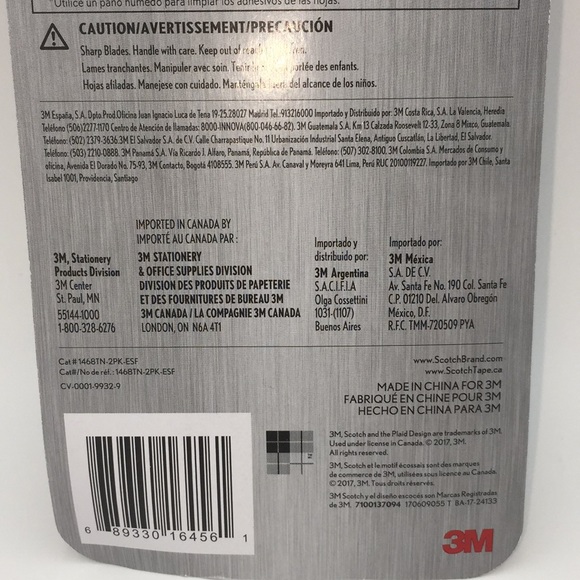 *Utilice un paño húmedo para limpiar los adhesivos de las hojas.
CAUTION/AVERTISSEMENT/PRECAUCIÓN
Sharp Blades. Handle with care. Keep out of
Lames tranchantes. Manipuler avec soin. des enfants.
Hojas afiladas. Manejese con cuidado. del alcance de los niños.
3M España, S.A. Dpto.Prod.Oficina Juan Ignacio Luca de Tena 19-25.28027 Madrid Tel.913216000 Importado y Distribuido por: 3M Costa Rica, S.A. La Valencia, Heredia
Teléfono (506)2277-1170 Centro de Atención de llamadas: 8000-INNOVA(800-046-66-82). 3M Guatemala S.A, Km 13 Calzada Roosevelt 12-33, Zona 8 Mixco, Guatemala,
Teléfono: (502) 2379-3636 3M El Salvador S.A. de C.V. Calle Charrapastique No. 11 Urbanización Industrial Santa Elena, Antiguo Cuscatlán, La Libertad, El Salvador.
Teléfono: (503) 2210-0888. 3M Panamá S.A. Vía Ricardo J. Alfaro, Panamá, República de Panamá. Teléfono: (507) 302-8100. 3M Colombia S.A. Mercados de Consumo y
oficina, Avenida El Dorado No. 75-93, 3M Contacto, Bogotá 4108555. 3M Perú S.A. Av. Canaval y Moreyra 641 Lima, Perú RUC 20100119227. Importado por 3M Chile, Santa
Isabel 1001, Providencia, Santiago
3M, Stationery
Products Division
3M Center
St. Paul, MN
55144-1000
1-800-328-6276
IMPORTED IN CANADA BY
IMPORTÉ AU CANADA PAR :
3M STATIONERY
& OFFICE SUPPLIES DIVISION
DIVISION DES PRODUITS DE PAPETERIE
ET DES FOURNITURES DE BUREAU 3M
3M CANADA / LA COMPAGNIE 3M CANADA
LONDON, ON N6A 4T1
Importado y
distribuido por:
3M Argentina
S.A.C.I.F.I.A
Olga Cossettini
1031-(1107)
Buenos Aires
Importado por:
3M México
S.A. DE C.V.
Av. Santa Fe No. 190 Col. Santa Fe
C.P. 01210 Del. Alvaro Obregón
México, D.F.
R.F.C. TMM-720509 PYA
Cat # 1468TN-2PK-ESF
Cat#/No de réf.: 1468TN-2PK-ESF
CV-0001-9932-9
www.ScotchBrand.com
www.ScotchTape.ca
MADE IN CHINA FOR 3M
FABRIQUÉ EN CHINE POUR 3M
HECHO EN CHINA PARA 3M
3M, Scotch and the Plaid Design are trademarks of 3M.
Used under license in Canada. © 2017, 3M.
All rights reserved.
3M, Scotch et le motif écossais sont des marques
de commerce de 3M, utilisées sous licence au Canada.
© 2017, 3M. Tous droits réservés.
3M Scotch y el diseño escocés son Marcas Registradas
de 3M. 7100137094 170609055 T BA-17-24133
6 89330 16456 1
3M